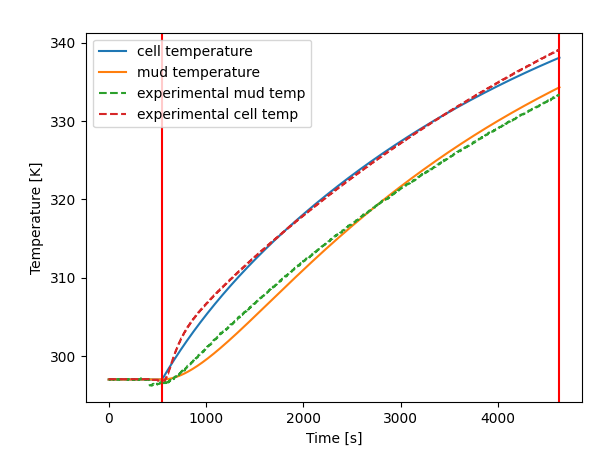 340
330
320
310
300
Temperature [K]
cell temperature
mud temperature
experimental mud temp
experimental cell temp
0 1000 2000 3000 4000
Time [s]